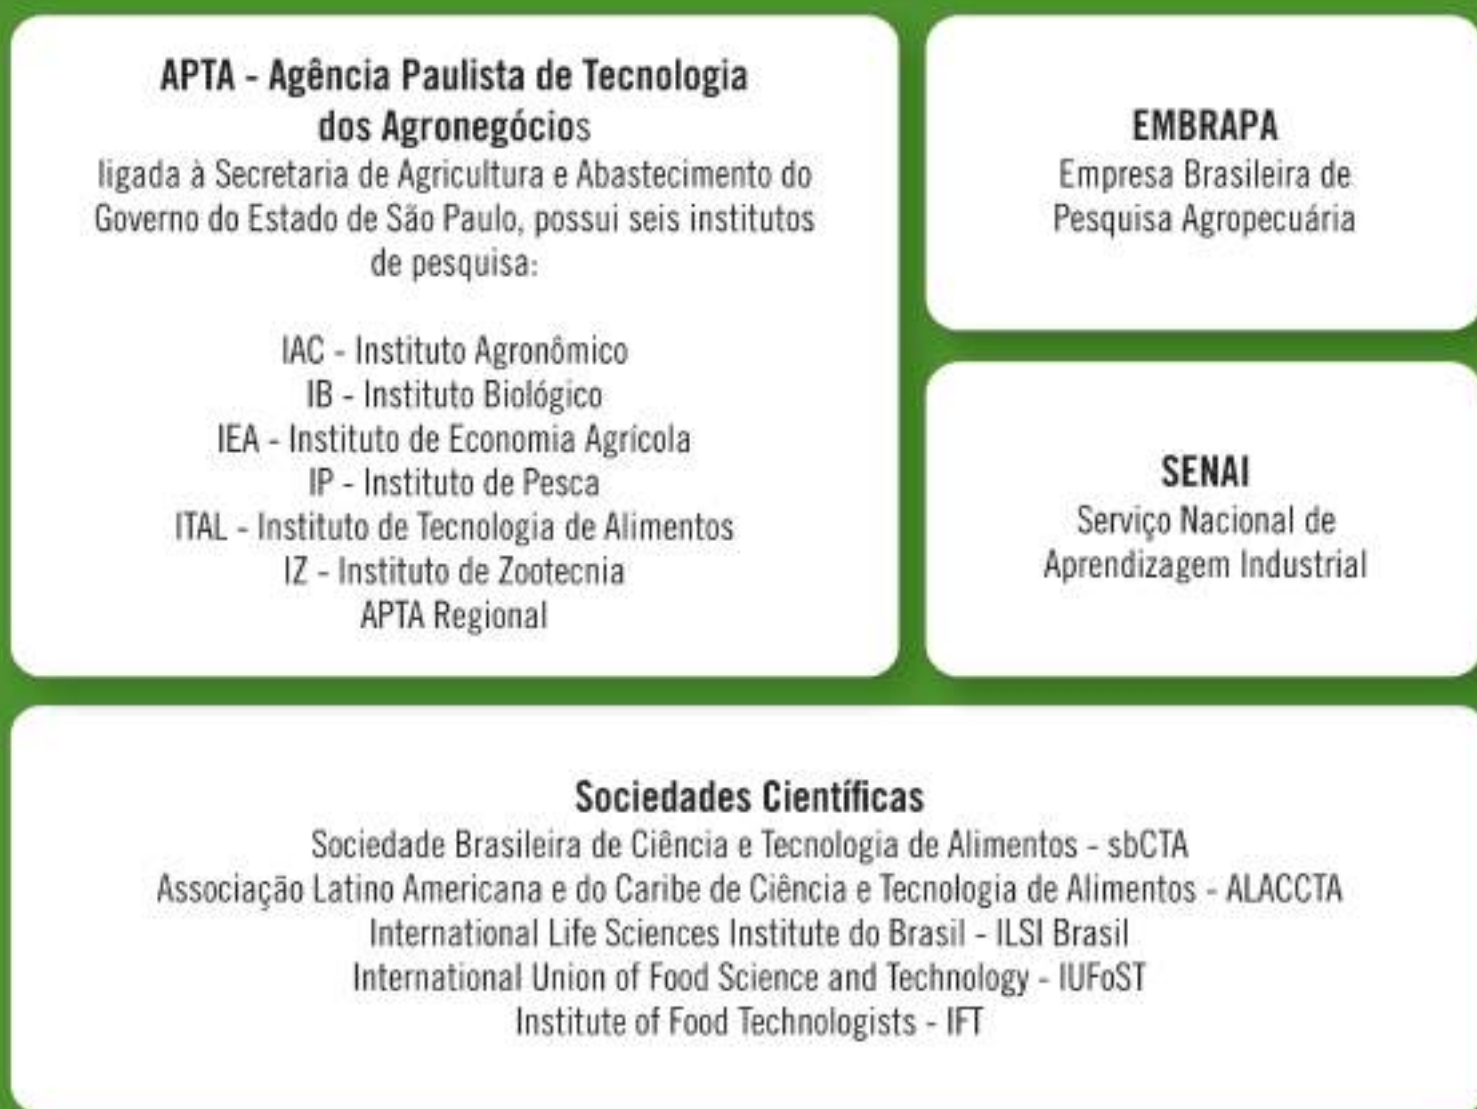 APTA - Agência Paulista de Tecnologia
dos Agronegócios
ligada à Secretaria de Agricultura e Abastecimento do
Governo do Estado de São Paulo, possui seis institutos
de pesquisa:
IAC - Instituto Agronômico
IB - Instituto Biológico
IEA - Instituto de Economia Agrícola
IP - Instituto de Pesca
ITAL - Instituto de Tecnologia de Alimentos
IZ - Instituto de Zootecnia
APTA Regional
EMBRAPA
Empresa Brasileira de
Pesquisa Agropecuária
SENAI
Serviço Nacional de
Aprendizagem Industrial
Sociedades Científicas
Sociedade Brasileira de Ciência e Tecnologia de Alimentos - sbCTA
Associação Latino Americana e do Caribe de Ciência e Tecnologia de Alimentos - ALACCTA
International Life Sciences Institute do Brasil - ILSI Brasil
International Union of Food Science and Technology - IUFoST
Institute of Food Technologists - IFT